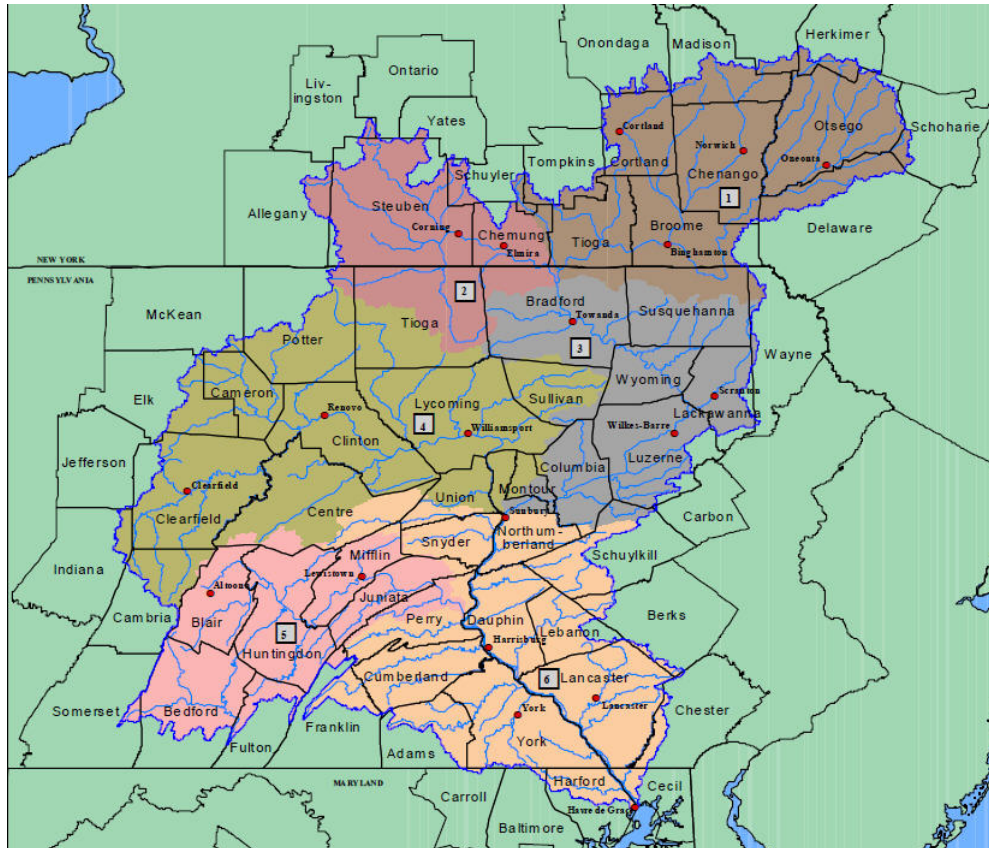 Onondaga
Madison
Herkimer
Liv-
ingston
Ontario
Yates
Cortland
Otsego
Schoharie
Norwich
Oneonta
Tompkins
Cortland
Chenango
Schuyler
Steuben
1
Allegany
Corning
Chemung
Elmira
Tioga
Broome
Binghamton
Delaware
NEW YORK
PENNSYLVANIA
2
Bradford
Susquehanna
McKean
Towanda
Tioga
Potter
3
Wayne
Wyoming
Elk
Cameron
Renovo
Lycoming
Sullivan
Scranton
Lackawanna
4
Williamsport
Wilkes-Barre
Clinton
Jefferson
Columbia
Luzerne
Clearfield
Montour
Union
Centre
Sunbury
Carbon
Clearfield
Northum-
berland
Snyder
Indiana
Mifflin
Schuylkill
Lewistown
Altoona
Juniata
Cambria
Berks
Blair
Perry
Dauphin
5
Lebanon
Harrisburg
Huntingdon
Cumberland
6
Lancaster
Lancaster
Somerset
Bedford
York
Chester
Franklin
York
Fulton
Adams
MARYLAND
Harford
Cecil
Carroll
Havre de Grace
Baltimore